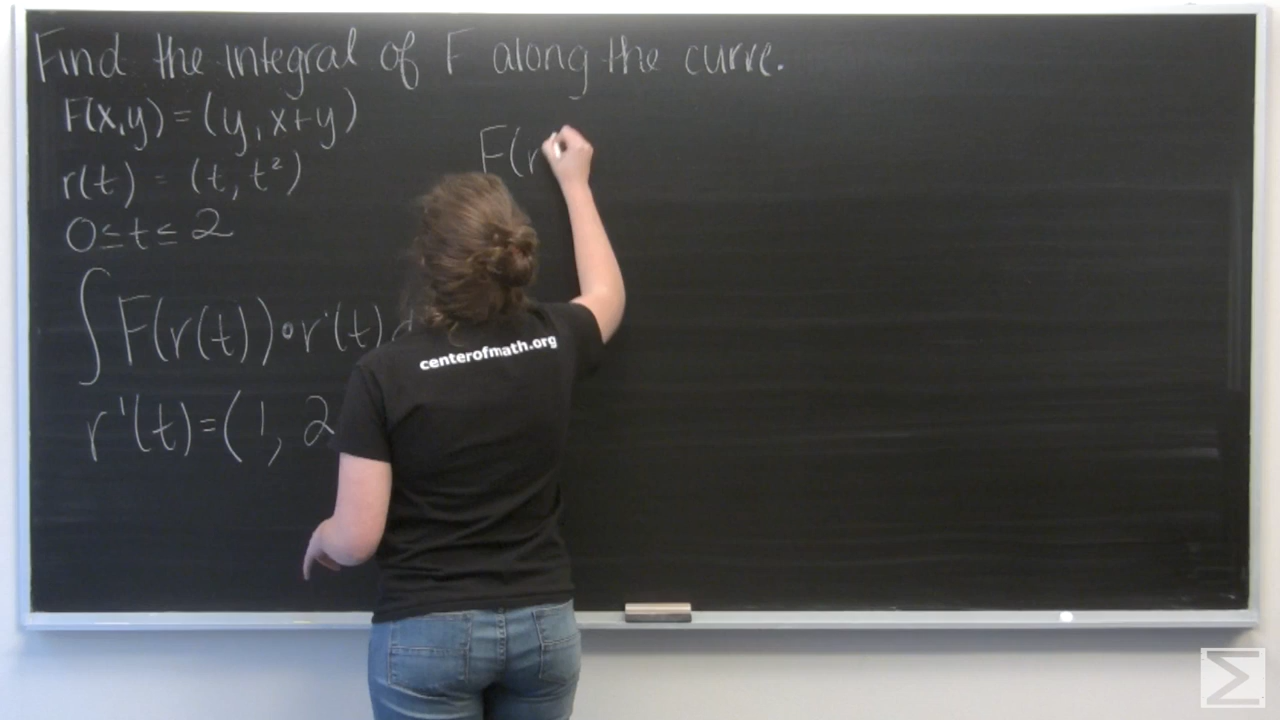 Find the integral of F along the curve.
F(x,y) = (y, x+y)
r(t) = (t, t²)
0 ≤ t ≤ 2
∫ F(r(t)) • r'(t) d
r'(t) = (1, 2
F(r
centerofmath.org
Σ